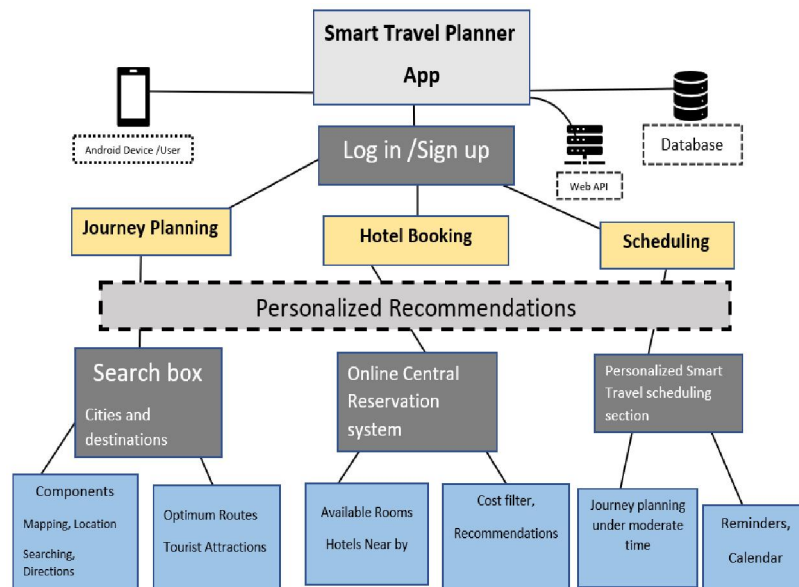 Smart Travel Planner
App
Android Device /User
Log in /Sign up
Web API
Database
Journey Planning
Hotel Booking
Scheduling
Personalized Recommendations
Search box
Cities and
destinations
Online Central
Reservation
system
Personalized Smart
Travel scheduling
section
Components
Mapping, Location
Searching,
Directions
Optimum Routes
Tourist Attractions
Available Rooms
Hotels Near by
Cost filter,
Recommendations
Journey planning
under moderate
time
Reminders,
Calendar